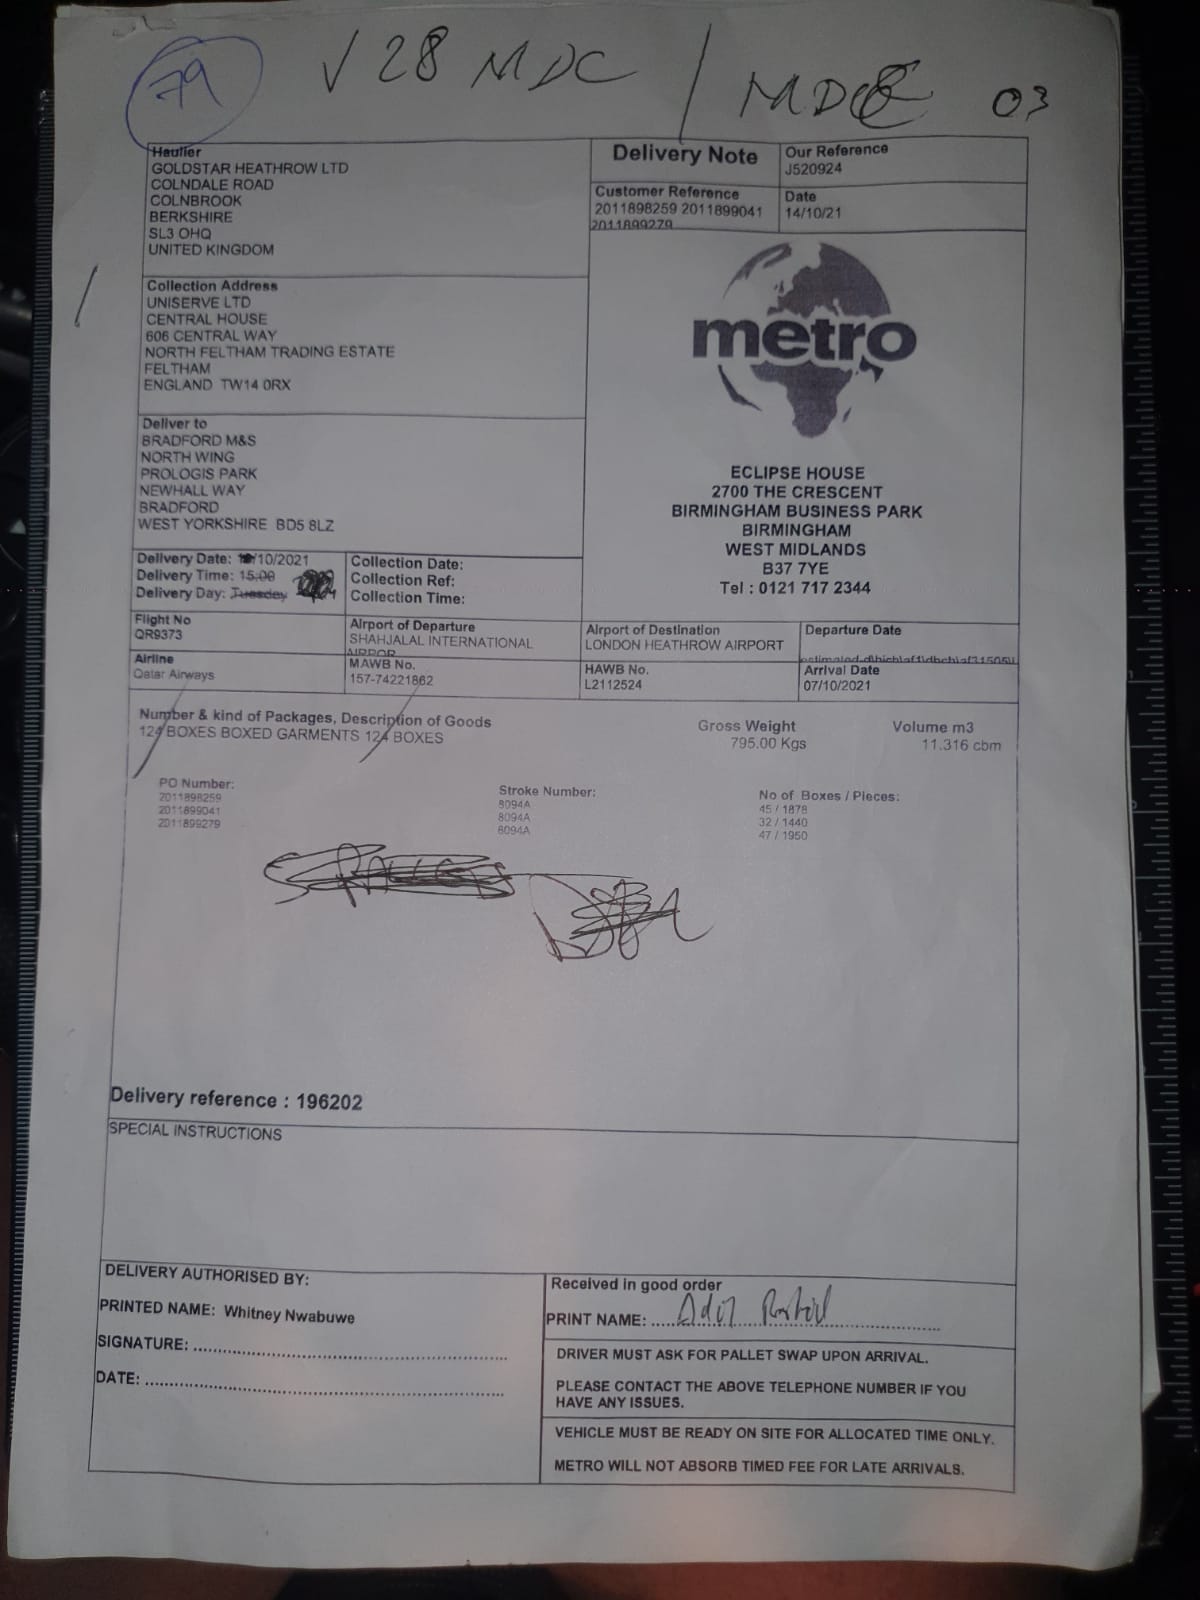 79
√ 28 MDC / MDC 03
Haulier
GOLDSTAR HEATHROW LTD
COLNDALE ROAD
COLNBROOK
BERKSHIRE
SL3 OHQ
UNITED KINGDOM
Delivery Note
Our Reference
J520924
Customer Reference
2011898259 2011899041
2011899279
Date
14/10/21
Collection Address
UNISERVE LTD
CENTRAL HOUSE
606 CENTRAL WAY
NORTH FELTHAM TRADING ESTATE
FELTHAM
ENGLAND TW14 0RX
metro
Deliver to
BRADFORD M&S
NORTH WING
PROLOGIS PARK
NEWHALL WAY
BRADFORD
WEST YORKSHIRE BD5 8LZ
ECLIPSE HOUSE
2700 THE CRESCENT
BIRMINGHAM BUSINESS PARK
BIRMINGHAM
WEST MIDLANDS
B37 7YE
Tel : 0121 717 2344
Delivery Date: /10/2021
Delivery Time: 15:00
Delivery Day: Tuesday
Collection Date:
Collection Ref:
Collection Time:
Flight No
QR9373
Airport of Departure
SHAHJALAL INTERNATIONAL
AIRPOR
Airport of Destination
LONDON HEATHROW AIRPORT
Departure Date
Airline
Qatar Airways
MAWB No.
157-74221862
HAWB No.
L2112524
Arrival Date
07/10/2021
Number & kind of Packages, Description of Goods
124 BOXES BOXED GARMENTS 124 BOXES
Gross Weight
795.00 Kgs
Volume m3
11.316 cbm
PO Number:
2011898259
2011899041
2011899279
Stroke Number:
8094A
8094A
8094A
No of Boxes / Pieces:
45 / 1878
32 / 1440
47 / 1950
Delivery reference : 196202
SPECIAL INSTRUCTIONS
DELIVERY AUTHORISED BY:
PRINTED NAME: Whitney Nwabuwe
SIGNATURE:
DATE:
Received in good order
PRINT NAME:
DRIVER MUST ASK FOR PALLET SWAP UPON ARRIVAL.
PLEASE CONTACT THE ABOVE TELEPHONE NUMBER IF YOU
HAVE ANY ISSUES.
VEHICLE MUST BE READY ON SITE FOR ALLOCATED TIME ONLY.
METRO WILL NOT ABSORB TIMED FEE FOR LATE ARRIVALS.